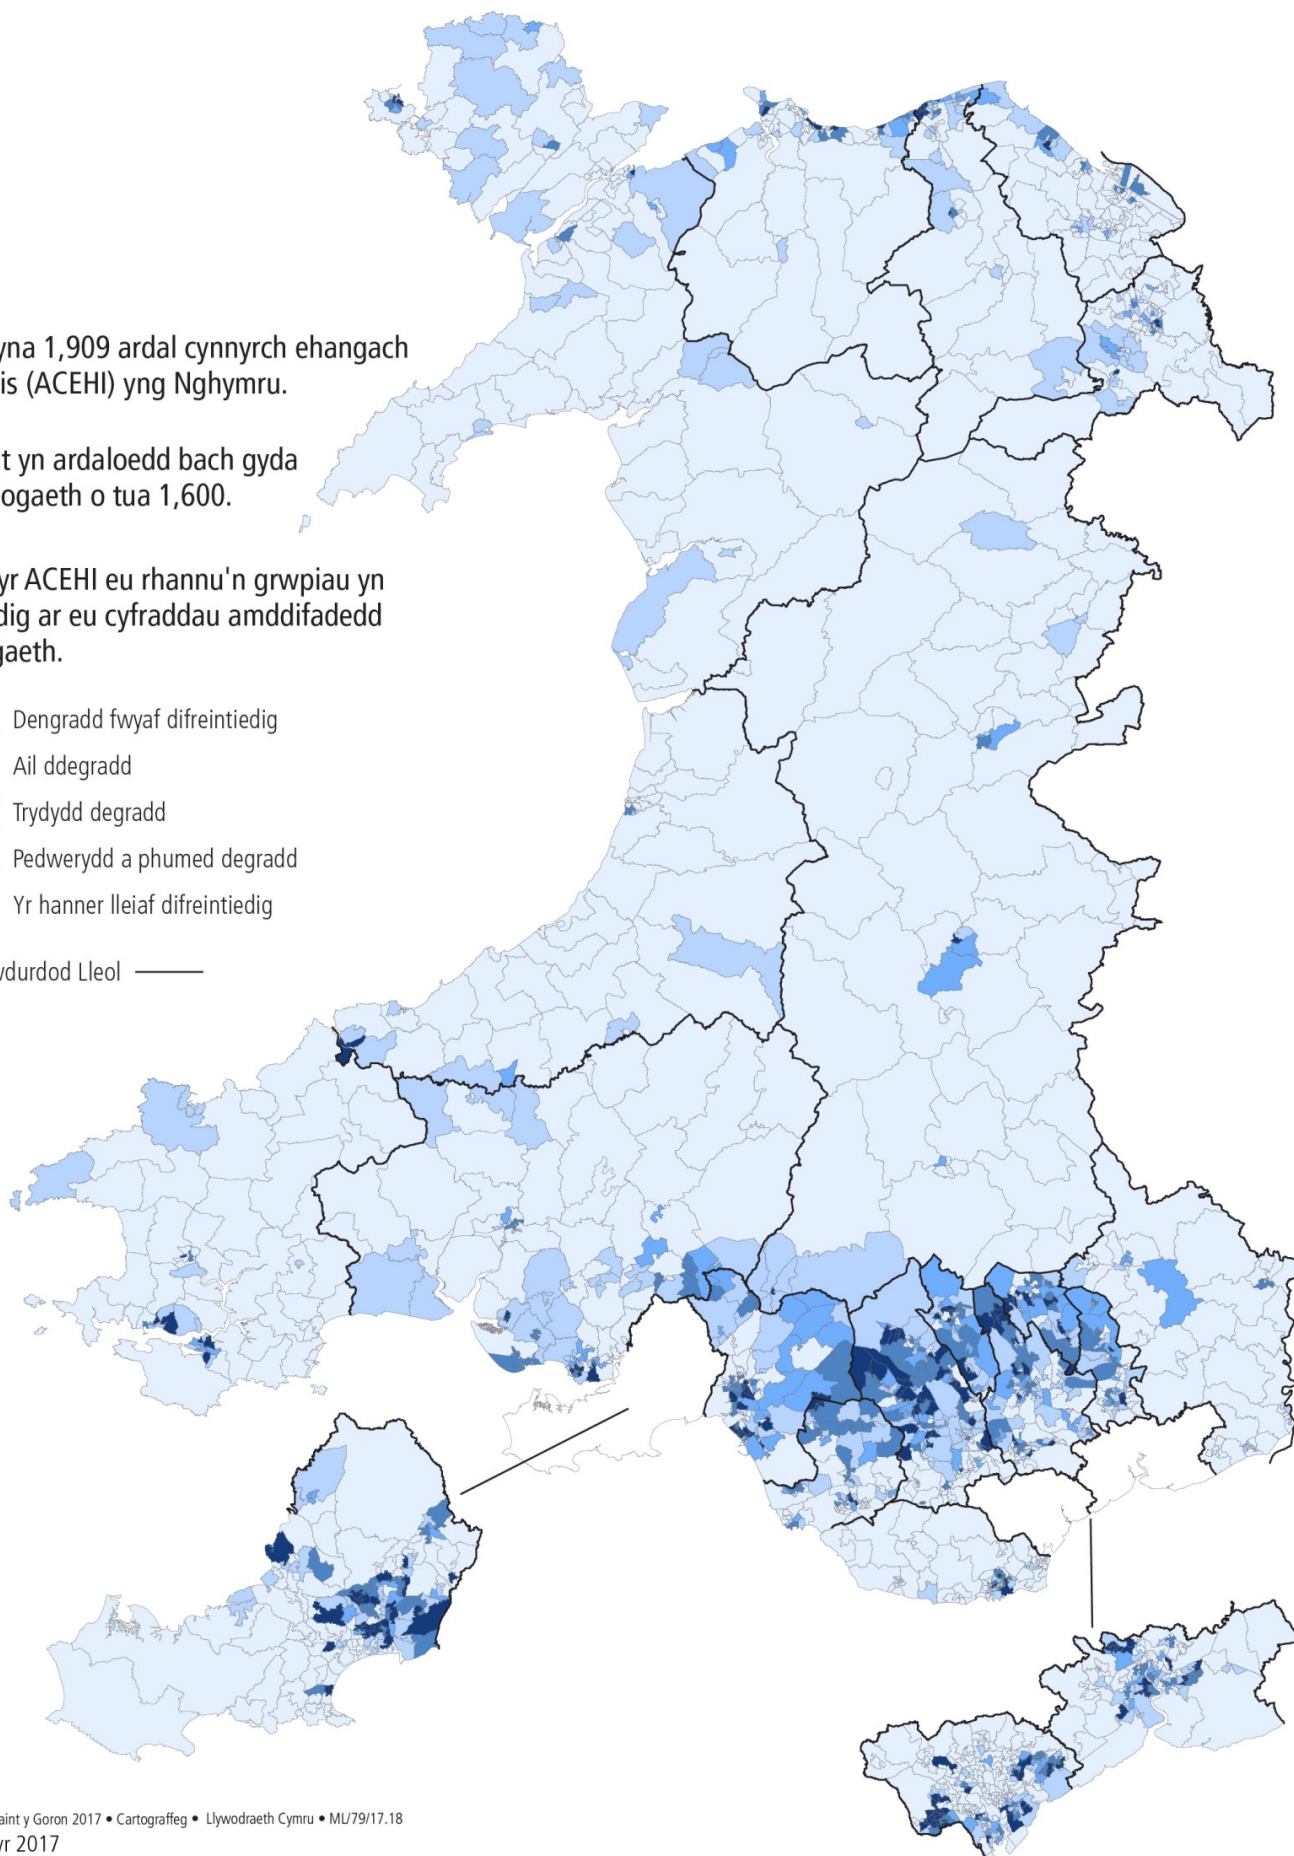 yna 1,909 ardal cynnyrch ehangach
is (ACEHI) yng Nghymru.
t yn ardaloedd bach gyda
ogaeth o tua 1,600.
yr ACEHI eu rhannu'n grwpiau yn
dig ar eu cyfraddau amddifadedd
gaeth.
Dengradd fwyaf difreintiedig
Ail ddegradd
Trydydd degradd
Pedwerydd a phumed degradd
Yr hanner lleiaf difreintiedig
wdurdod Lleol
aint y Goron 2017 • Cartograffeg • Llywodraeth Cymru • ML/79/17.18
yr 2017